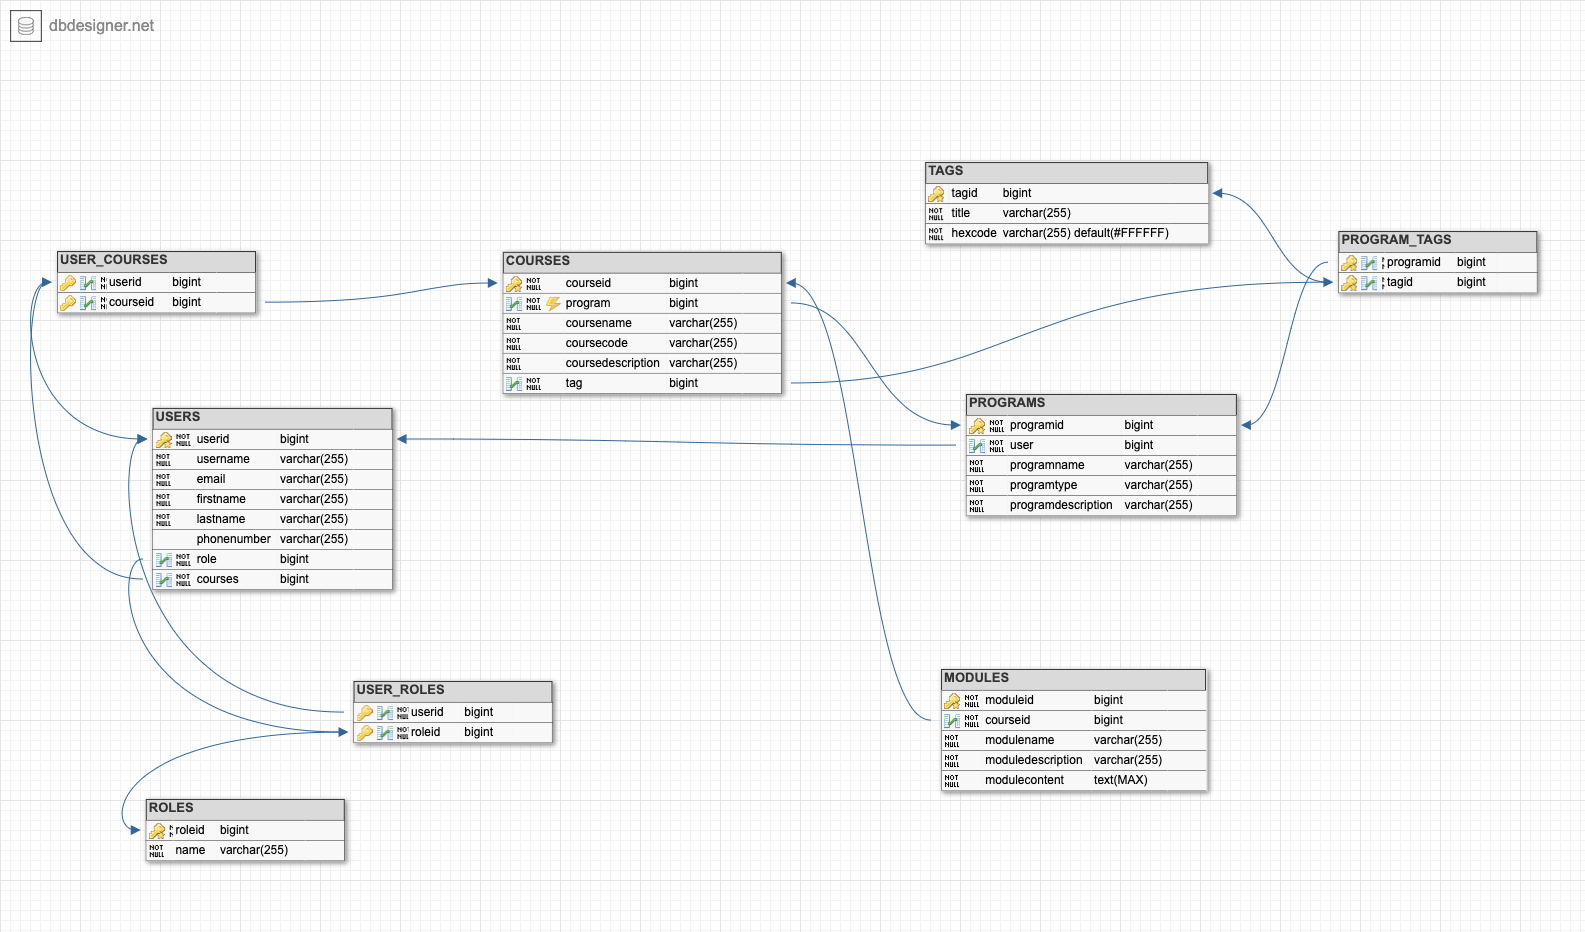 dbdesigner.net
USER_COURSES
NOT NULL userid bigint
NOT NULL courseid bigint
COURSES
NOT NULL courseid bigint
NOT NULL program bigint
NOT NULL coursename varchar(255)
NOT NULL coursecode varchar(255)
NOT NULL coursedescription varchar(255)
NOT NULL tag bigint
TAGS
tagid bigint
NOT NULL title varchar(255)
NOT NULL hexcode varchar(255) default(#FFFFFF)
PROGRAM_TAGS
programid bigint
tagid bigint
USERS
NOT NULL userid bigint
NOT NULL username varchar(255)
NOT NULL email varchar(255)
NOT NULL firstname varchar(255)
NOT NULL lastname varchar(255)
phonenumber varchar(255)
NOT NULL role bigint
NOT NULL courses bigint
PROGRAMS
NOT NULL programid bigint
NOT NULL user bigint
NOT NULL programname varchar(255)
NOT NULL programtype varchar(255)
NOT NULL programdescription varchar(255)
USER_ROLES
NOT NULL userid bigint
NOT NULL roleid bigint
MODULES
NOT NULL moduleid bigint
NOT NULL courseid bigint
NOT NULL modulename varchar(255)
NOT NULL moduledescription varchar(255)
NOT NULL modulecontent text(MAX)
ROLES
roleid bigint
NOT NULL name varchar(255)